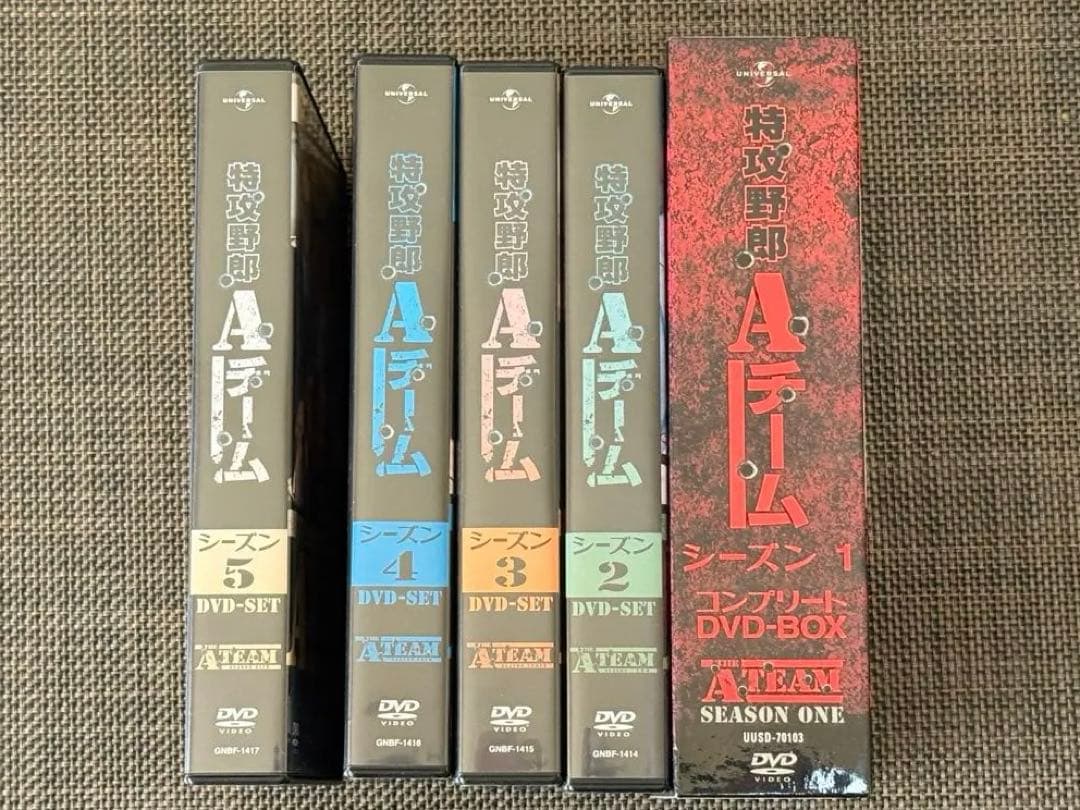 UNIVERSAL
特攻野郎
Aチーム
シーズン
5
DVD-SET
THE
A-TEAM
DVD
VIDEO
GNBF-1417
UNIVERSAL
特攻野郎
Aチーム
シーズン
4
DVD-SET
THE
A-TEAM
DVD
VIDEO
GNBF-1416
UNIVERSAL
特攻野郎
Aチーム
シーズン
3
DVD-SET
THE
A-TEAM
DVD
VIDEO
GNBF-1415
UNIVERSAL
特攻野郎
Aチーム
シーズン
2
DVD-SET
THE
A-TEAM
DVD
VIDEO
GNBF-1414
UNIVERSAL
特攻野郎
Aチーム
シーズン 1
コンプリート
DVD-BOX
THE
A-TEAM
SEASON ONE
UUSD-70103
DVD
VIDEO